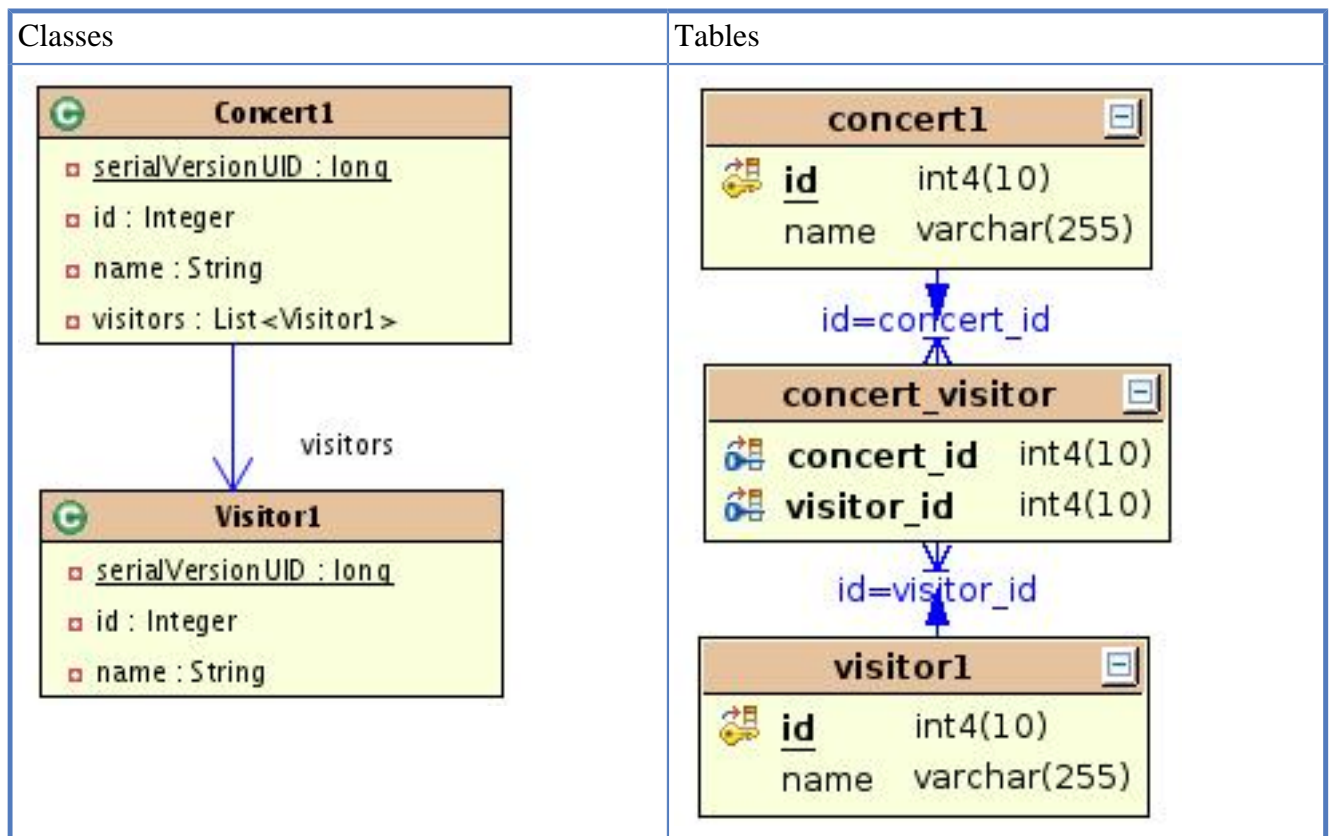 Classes
Tables
Concert1
serialVersionUID : long
id : Integer
name : String
visitors : List<Visitor1>
visitors
Visitor1
serialVersionUID : long
id : Integer
name : String
concert1
id int4(10)
name varchar(255)
id=concert_id
concert_visitor
concert_id int4(10)
visitor_id int4(10)
id=visitor_id
visitor1
id int4(10)
name varchar(255)